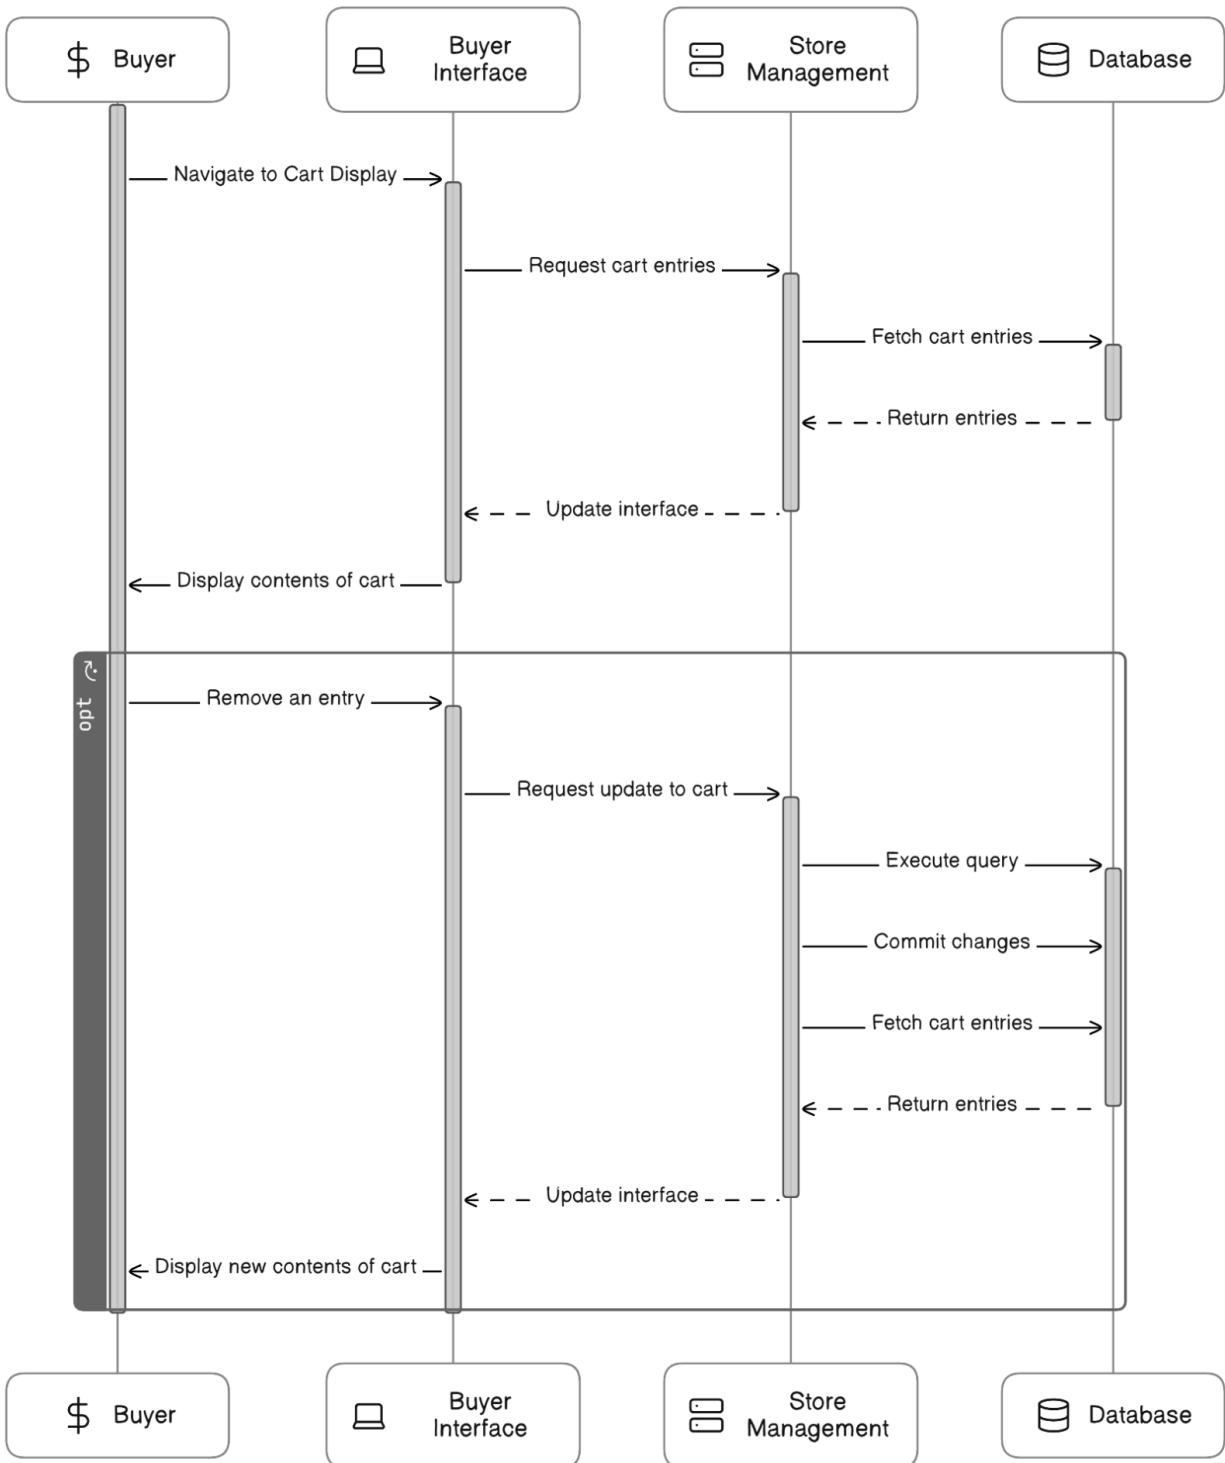 Buyer
Buyer
Interface
Store
Management
Database
Navigate to Cart Display
Request cart entries
Fetch cart entries
Return entries
Update interface
Display contents of cart
opt
Remove an entry
Request update to cart
Execute query
Commit changes
Fetch cart entries
Return entries
Update interface
Display new contents of cart
Buyer
Buyer
Interface
Store
Management
Database